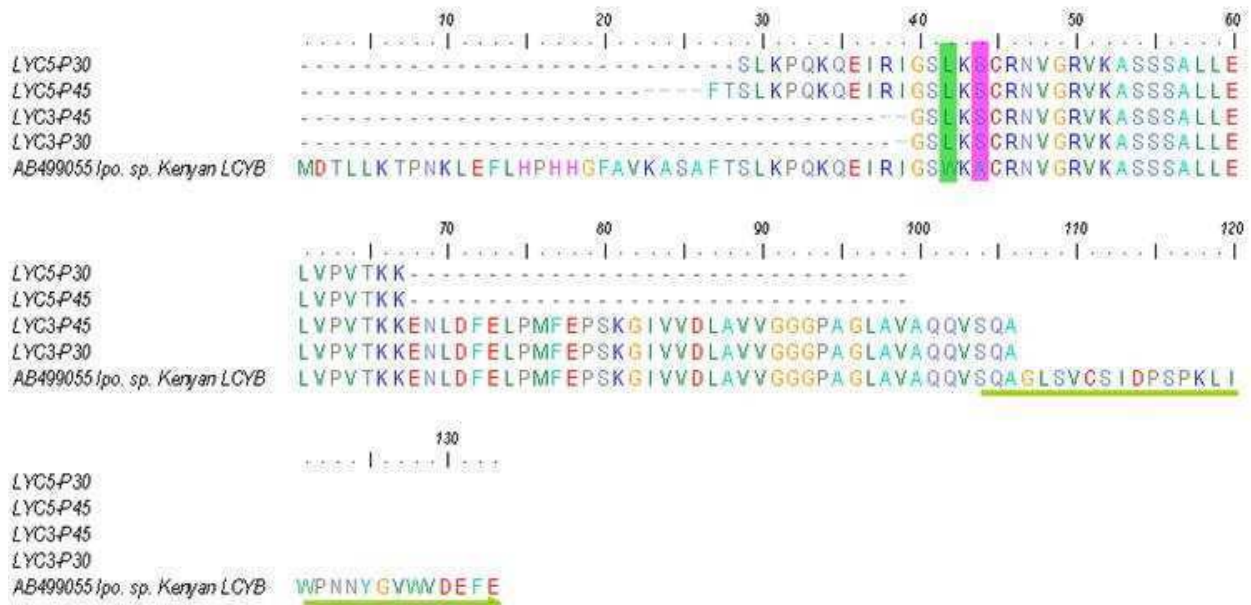 10 20 30 40 50 60
LYC5-P30 ----------------------------SLKPQKQEIRIGSLKSCRNVGRVKASSSALLE
LYC5-P45 --------------------------FTSLKPQKQEIRIGSLKSCRNVGRVKASSSALLE
LYC3-P45 ---------------------------------------GSLKSCRNVGRVKASSSALLE
LYC3-P30 ---------------------------------------GSLKSCRNVGRVKASSSALLE
AB499055 Ipo. sp. Kenyan LCYB MDTLLKTPNKLEFLHPHHGFAVKASAFTSLKPQKQEIRIGSWKACRNVGRVKASSSALLE
70 80 90 100 110 120
LYC5-P30 LVPVTKK--------------------------------
LYC5-P45 LVPVTKK--------------------------------
LYC3-P45 LVPVTKKENLDFELPMFEPSKGIVVDLAVVGGGPAGLAVAQQVSQA
LYC3-P30 LVPVTKKENLDFELPMFEPSKGIVVDLAVVGGGPAGLAVAQQVSQA
AB499055 Ipo. sp. Kenyan LCYB LVPVTKKENLDFELPMFEPSKGIVVDLAVVGGGPAGLAVAQQVSQAGLSVCSIDPSPKLI
130
LYC5-P30
LYC5-P45
LYC3-P45
LYC3-P30
AB499055 Ipo. sp. Kenyan LCYB WPNNYGVWVDEFE